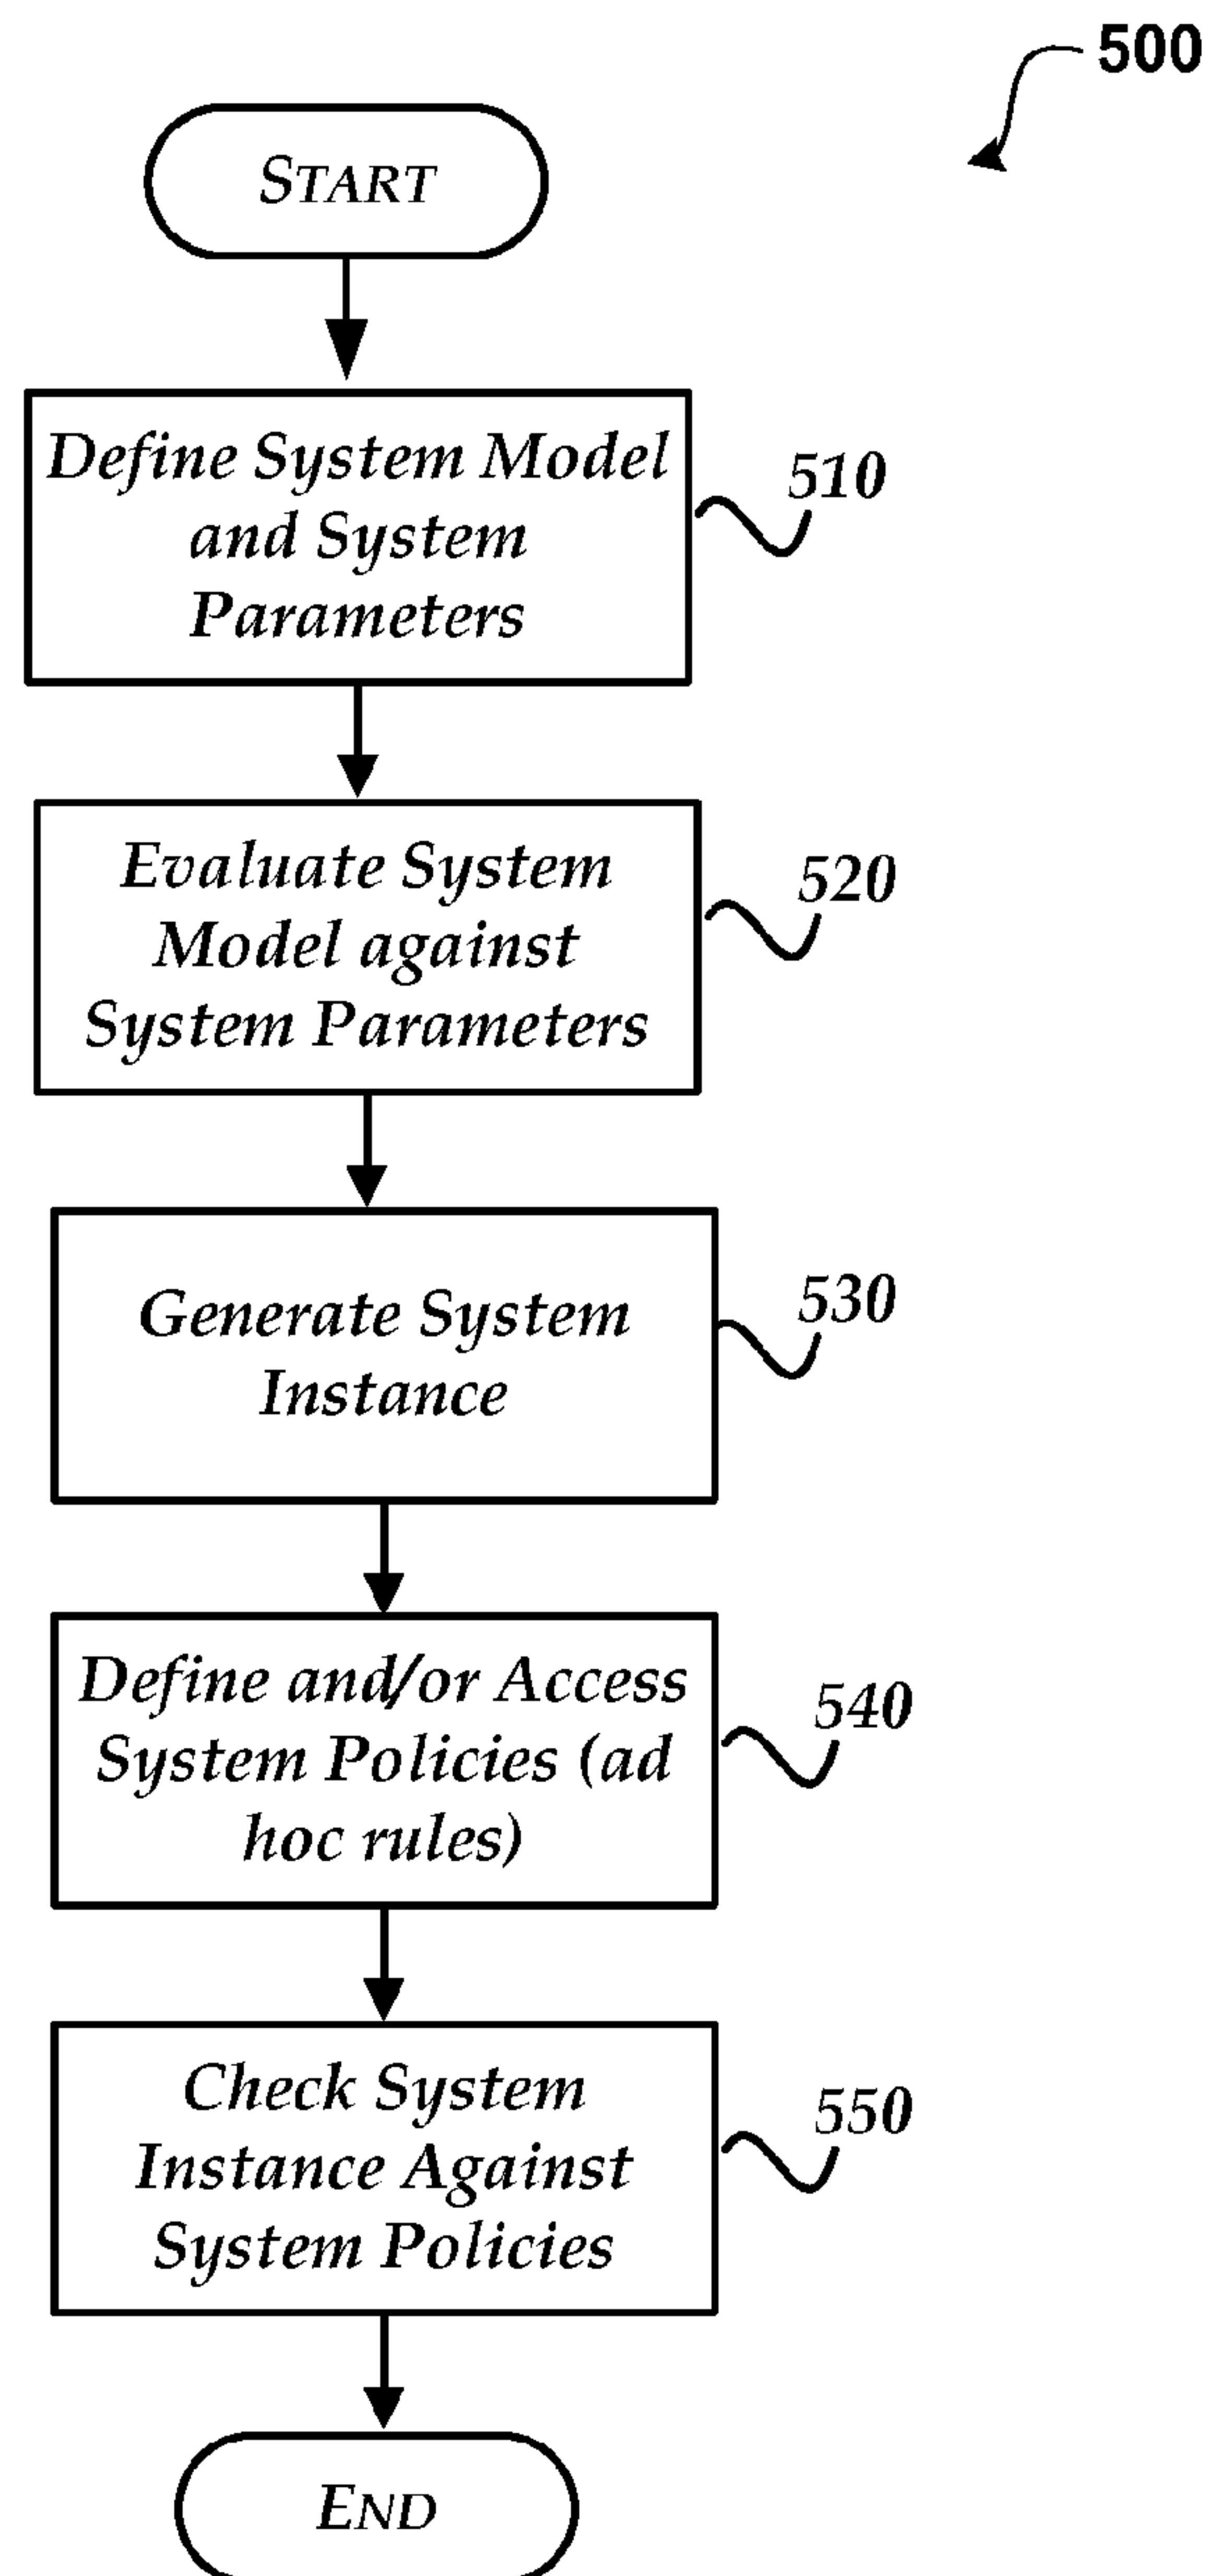 500
START
Define System Model
and System
Parameters
510
Evaluate System
Model against
System Parameters
520
Generate System
Instance
530
Define and/or Access
System Policies (ad
hoc rules)
540
Check System
Instance Against
System Policies
550
END